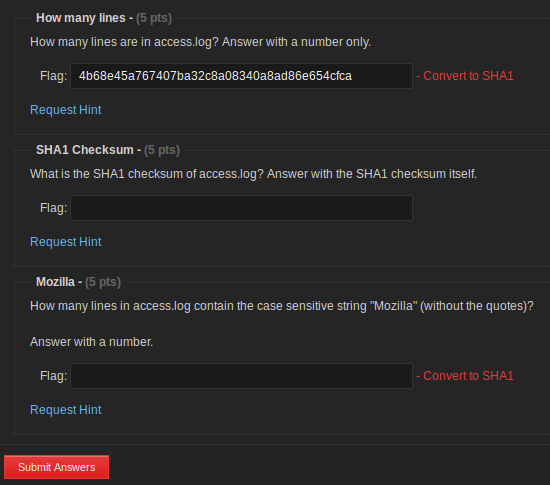 How many lines - (5 pts)
How many lines are in access.log? Answer with a number only.
Flag: 4b68e45a767407ba32c8a08340a8ad86e654cfca - Convert to SHA1
Request Hint
SHA1 Checksum - (5 pts)
What is the SHA1 checksum of access.log? Answer with the SHA1 checksum itself.
Flag:
Request Hint
Mozilla - (5 pts)
How many lines in access.log contain the case sensitive string "Mozilla" (without the quotes)?
Answer with a number.
Flag: - Convert to SHA1
Request Hint
Submit Answers